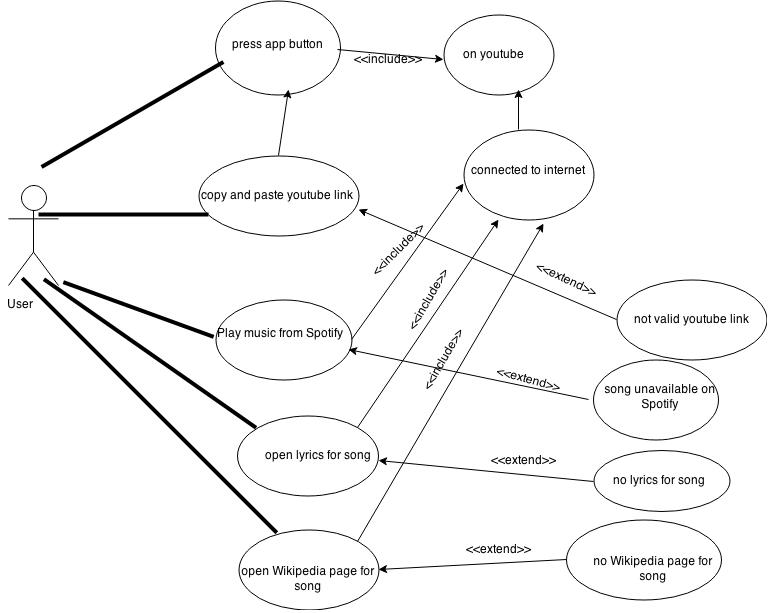 press app button
<<include>>
on youtube
copy and paste youtube link
connected to internet
<<include>>
<<extend>>
User
<<include>>
not valid youtube link
Play music from Spotify
<<include>>
<<extend>>
song unavailable on
Spotify
open lyrics for song
<<extend>>
no lyrics for song
open Wikipedia page for
song
<<extend>>
no Wikipedia page for
song